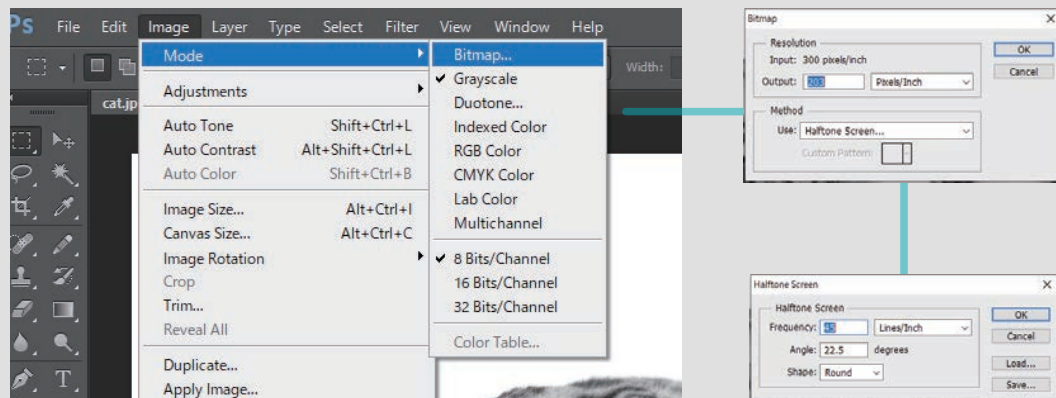 Ps File Edit Image Layer Type Select Filter View Window Help
Width:
cat.jp
Mode
Adjustments
Auto Tone Shift+Ctrl+L
Auto Contrast Alt+Shift+Ctrl+L
Auto Color Shift+Ctrl+B
Image Size... Alt+Ctrl+I
Canvas Size... Alt+Ctrl+C
Image Rotation
Crop
Trim...
Reveal All
Duplicate...
Apply Image...
Bitmap...
Grayscale
Duotone...
Indexed Color
RGB Color
CMYK Color
Lab Color
Multichannel
8 Bits/Channel
16 Bits/Channel
32 Bits/Channel
Color Table...
T
Bitmap
Resolution
Input: 300 pixels/inch
Output: 203 Pixels/Inch
Method
Use: Halftone Screen...
Custom Pattern:
OK
Cancel
Halftone Screen
Halftone Screen
Frequency: 45 Lines/Inch
Angle: 22.5 degrees
Shape: Round
OK
Cancel
Load...
Save...